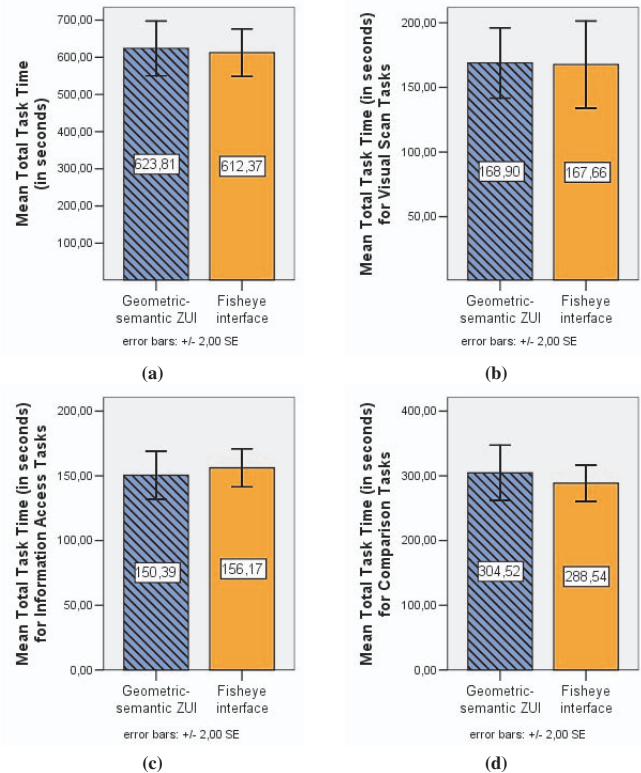 Mean Total Task Time
(in seconds)
700,00
600,00
500,00
400,00
300,00
200,00
100,00
623,81
612,37
Geometric-
semantic ZUI
Fisheye
interface
error bars: +/- 2,00 SE
(a)
Mean Total Task Time (in seconds)
for Visual Scan Tasks
200,00
150,00
100,00
50,00
168,90
167,66
Geometric-
semantic ZUI
Fisheye
interface
error bars: +/- 2,00 SE
(b)
Mean Total Task Time (in seconds)
for Information Access Tasks
200,00
150,00
100,00
50,00
0,00
150,39
156,17
Geometric-
semantic ZUI
Fisheye
interface
error bars: +/- 2,00 SE
(c)
Mean Total Task Time (in seconds)
for Comparison Tasks
400,00
300,00
200,00
100,00
0,00
304,52
288,54
Geometric-
semantic ZUI
Fisheye
interface
error bars: +/- 2,00 SE
(d)